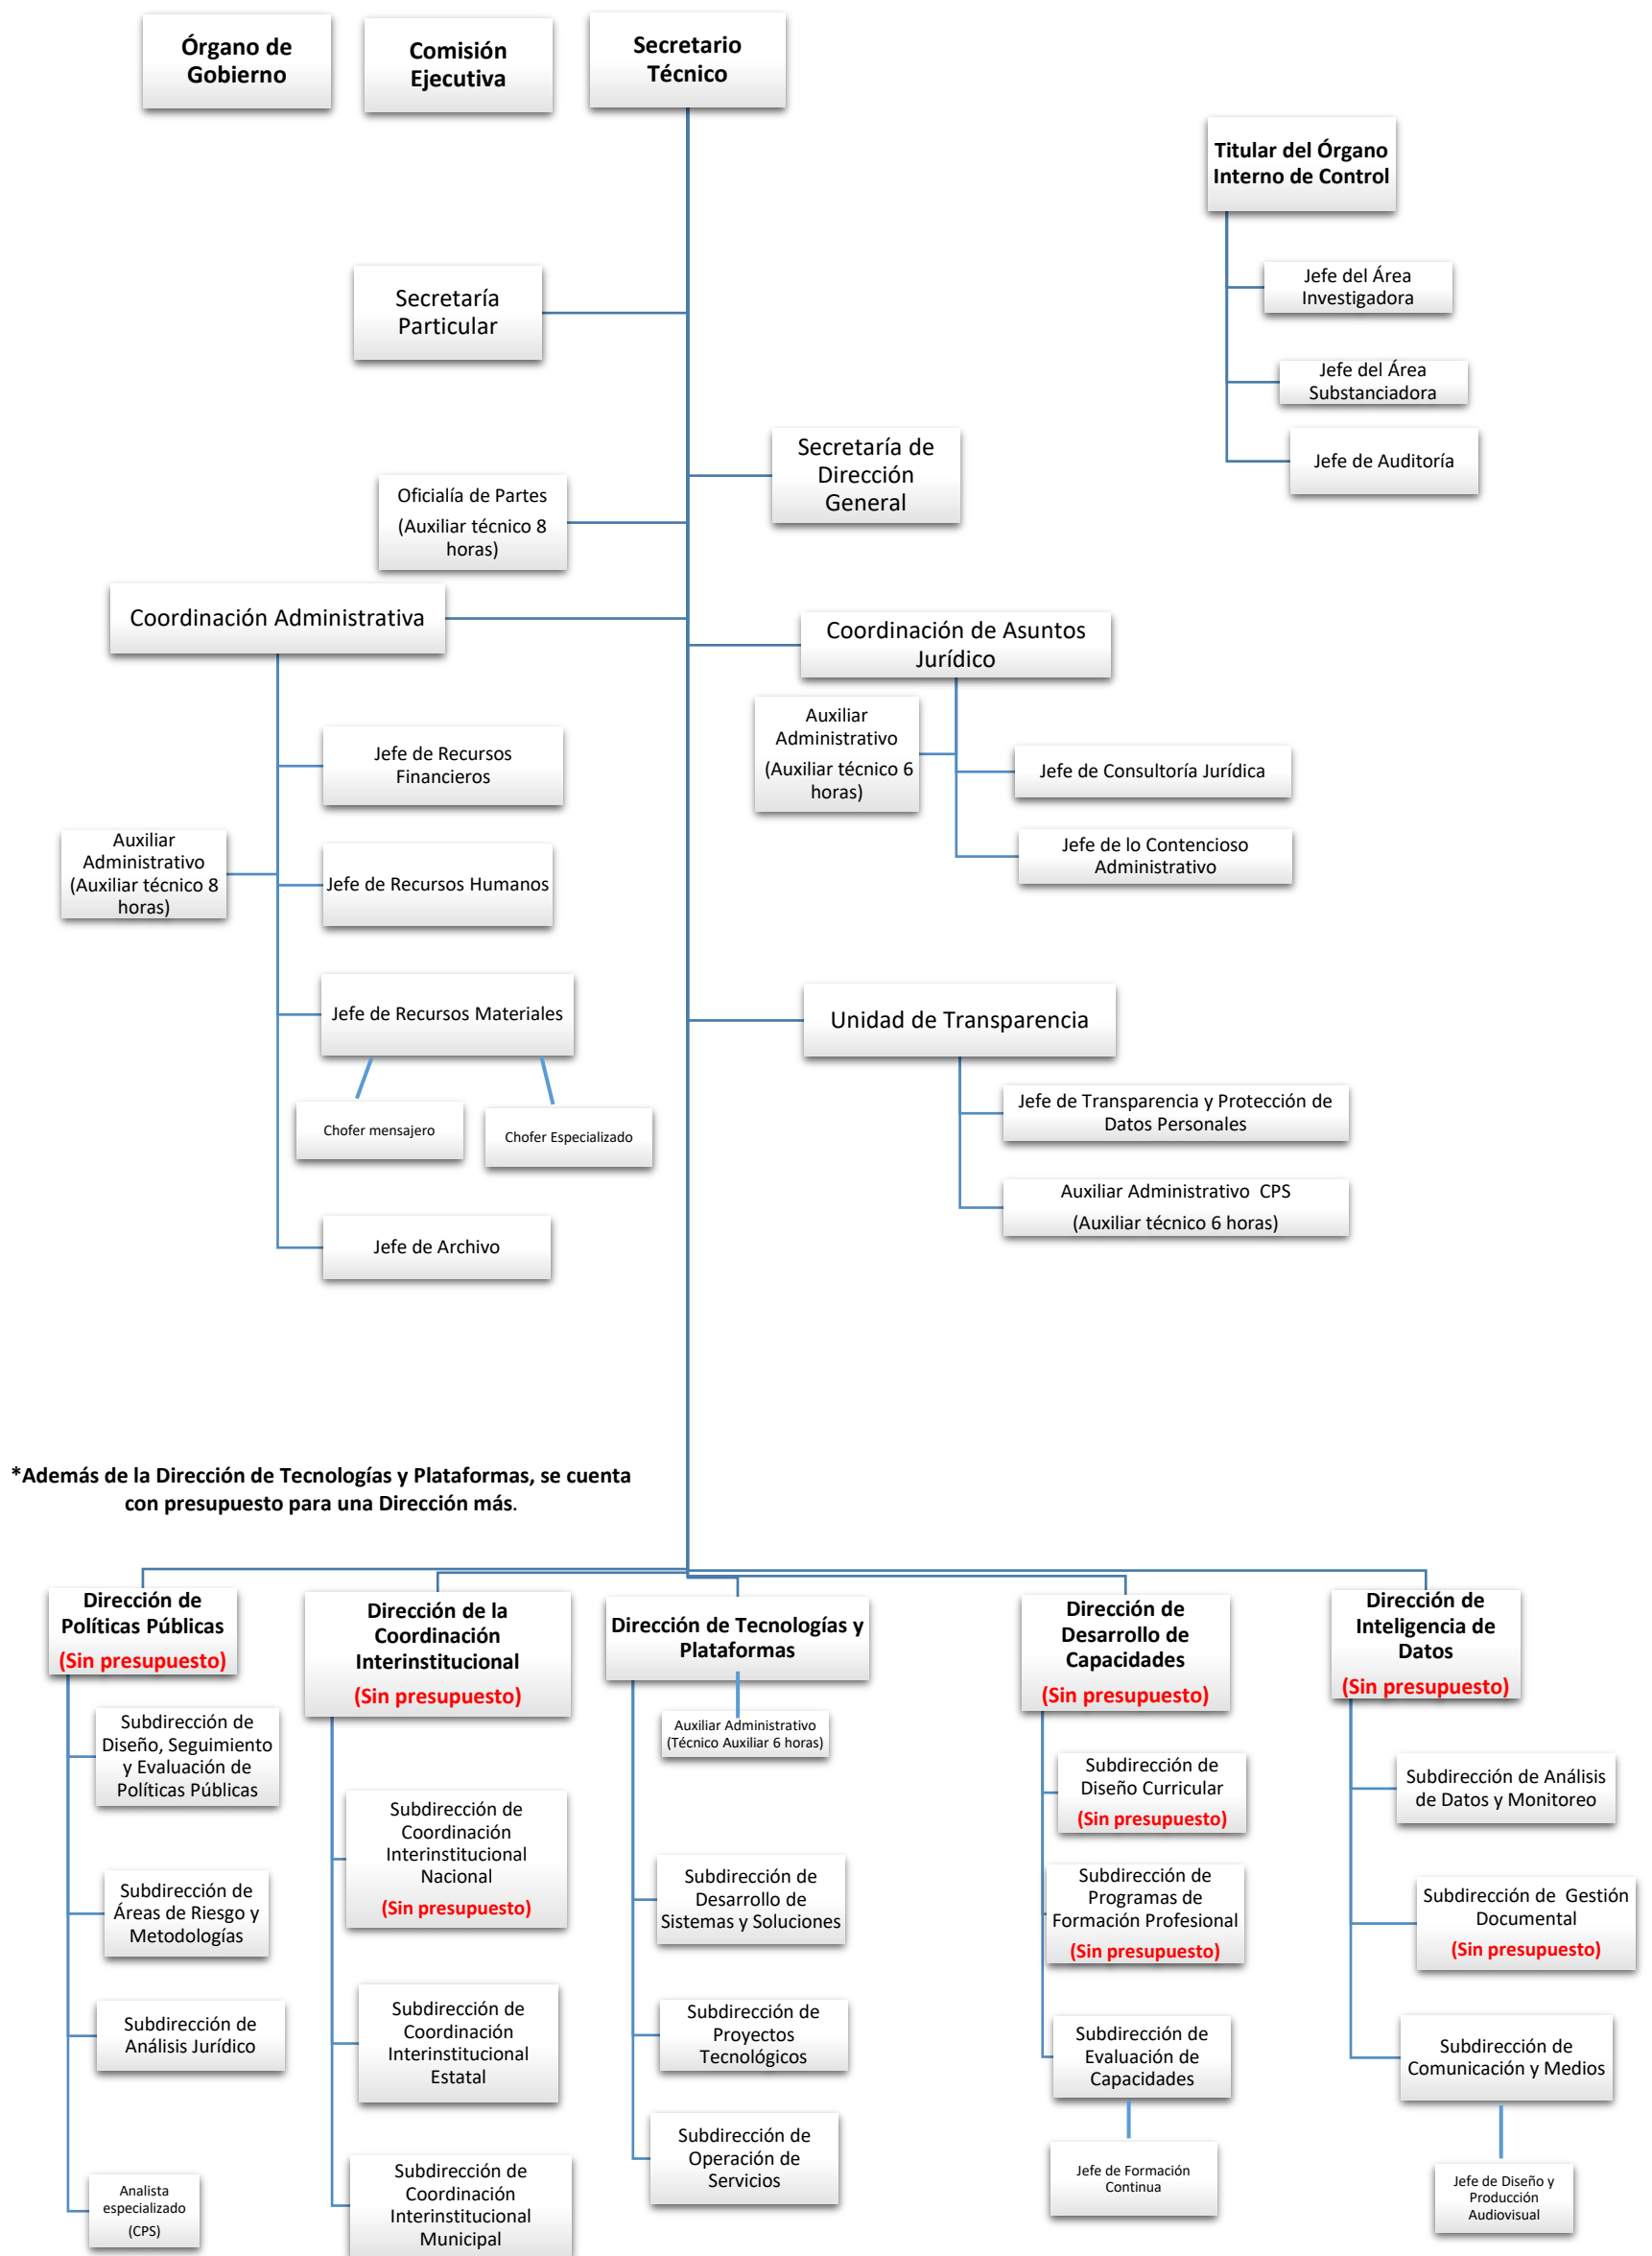 Órgano de
Gobierno
Comisión
Ejecutiva
Secretario
Técnico
Titular del Órgano
Interno de Control
Jefe del Área
Investigadora
Jefe del Área
Substanciadora
Jefe de Auditoría
Secretaría
Particular
Secretaría de
Dirección
General
Oficialía de Partes
(Auxiliar técnico 8
horas)
Coordinación Administrativa
Coordinación de Asuntos
Jurídico
Auxiliar
Administrativo
(Auxiliar técnico 6
horas)
Jefe de Consultoría Jurídica
Jefe de lo Contencioso
Administrativo
Jefe de Recursos
Financieros
Auxiliar
Administrativo
(Auxiliar técnico 8
horas)
Jefe de Recursos Humanos
Jefe de Recursos Materiales
Chofer mensajero
Chofer Especializado
Jefe de Archivo
Unidad de Transparencia
Jefe de Transparencia y Protección de
Datos Personales
Auxiliar Administrativo  CPS
(Auxiliar técnico 6 horas)
*Además de la Dirección de Tecnologías y Plataformas, se cuenta
con presupuesto para una Dirección más.
Dirección de
Políticas Públicas
(Sin presupuesto)
Subdirección de
Diseño, Seguimiento
y Evaluación de
Políticas Públicas
Subdirección de
Áreas de Riesgo y
Metodologías
Subdirección de
Análisis Jurídico
Analista
especializado
(CPS)
Dirección de la
Coordinación
Interinstitucional
(Sin presupuesto)
Subdirección de
Coordinación
Interinstitucional
Nacional
(Sin presupuesto)
Subdirección de
Coordinación
Interinstitucional
Estatal
Subdirección de
Coordinación
Interinstitucional
Municipal
Dirección de Tecnologías y
Plataformas
Auxiliar Administrativo
(Técnico Auxiliar 6 horas)
Subdirección de
Desarrollo de
Sistemas y Soluciones
Subdirección de
Proyectos
Tecnológicos
Subdirección de
Operación de
Servicios
Dirección de
Desarrollo de
Capacidades
(Sin presupuesto)
Subdirección de
Diseño Curricular
(Sin presupuesto)
Subdirección de
Programas de
Formación Profesional
(Sin presupuesto)
Subdirección de
Evaluación de
Capacidades
Jefe de Formación
Continua
Dirección de
Inteligencia de
Datos
(Sin presupuesto)
Subdirección de Análisis
de Datos y Monitoreo
Subdirección de  Gestión
Documental
(Sin presupuesto)
Subdirección de
Comunicación y Medios
Jefe de Diseño y
Producción
Audiovisual